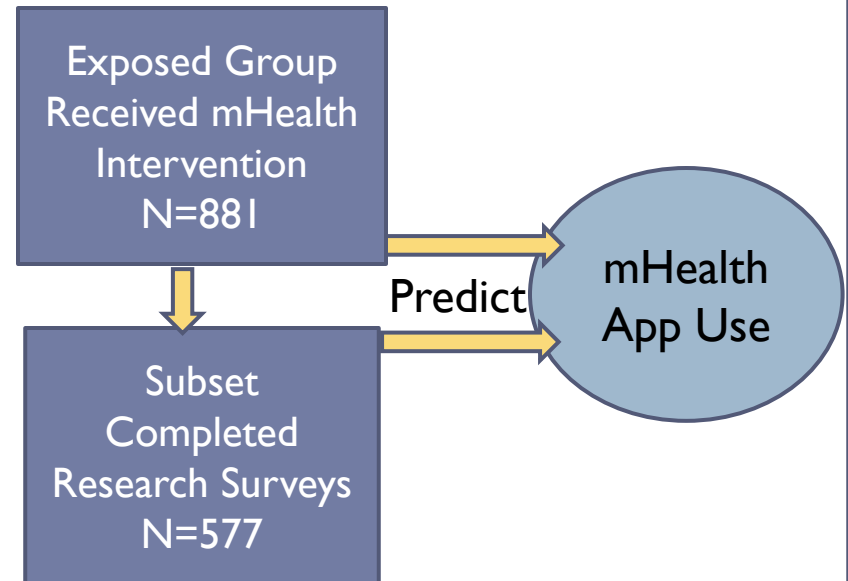 Exposed Group
Received mHealth
Intervention
N=881
Predict
mHealth
App Use
Subset
Completed
Research Surveys
N=577